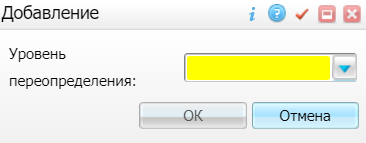 Добавление
Уровень
переопределения:
ОК
Отмена